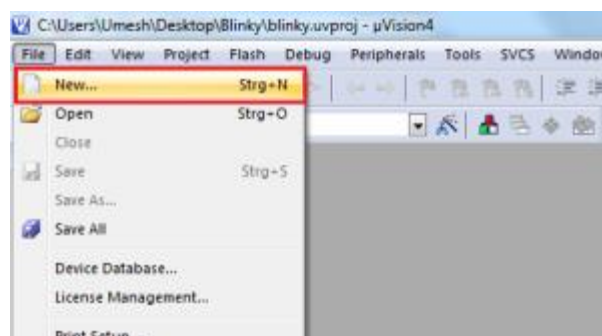 C:\Users\Umesh\Desktop\Blinky\blinky.uvproj - µVision4
File Edit View Project Flash Debug Peripherals Tools SVCS Windo
New... Strg+N
Open Strg+O
Close
Save Strg+S
Save As...
Save All
Device Database...
License Management...
Print Setup...